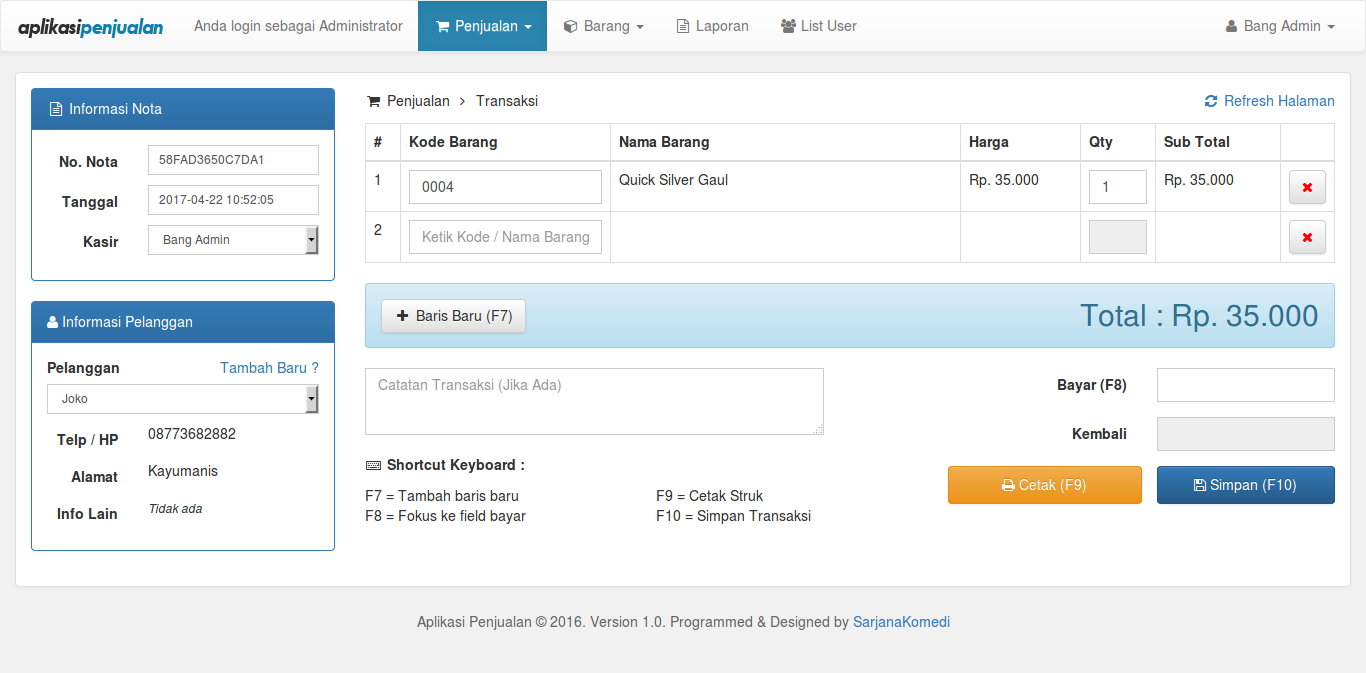 aplikasipenjualan Anda login sebagai Administrator Penjualan Barang Laporan List User Bang Admin
Informasi Nota
No. Nota 58FAD3650C7DA1
Tanggal 2017-04-22 10:52:05
Kasir Bang Admin
Informasi Pelanggan
Pelanggan Tambah Baru ?
Joko
Telp / HP 08773682882
Alamat Kayumanis
Info Lain Tidak ada
Penjualan > Transaksi Refresh Halaman
# Kode Barang Nama Barang Harga Qty Sub Total
1 0004 Quick Silver Gaul Rp. 35.000 1 Rp. 35.000
2 Ketik Kode / Nama Barang
Baris Baru (F7) Total : Rp. 35.000
Catatan Transaksi (Jika Ada) Bayar (F8)
Kembali
Shortcut Keyboard :
F7 = Tambah baris baru F9 = Cetak Struk
F8 = Fokus ke field bayar F10 = Simpan Transaksi
Cetak (F9) Simpan (F10)
Aplikasi Penjualan © 2016. Version 1.0. Programmed & Designed by SarjanaKomedi